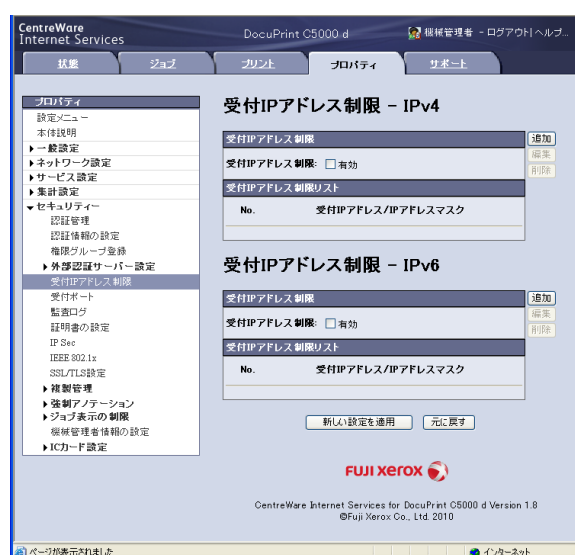 CentreWare
Internet Services
DocuPrint C5000 d
機械管理者 - ログアウト|ヘルプ...
状態
ジョブ
プリント
プロパティ
サポート
プロパティ
設定メニュー
本体説明
一般設定
ネットワーク設定
サービス設定
集計設定
セキュリティー
認証管理
認証情報の設定
権限グループ登録
外部認証サーバー設定
受付IPアドレス制限
受付ポート
監査ログ
証明書の設定
IP Sec
IEEE 802.1x
SSL/TLS設定
複製管理
強制アノテーション
ジョブ表示の制限
機械管理者情報の設定
ICカード設定
受付IPアドレス制限 - IPv4
受付IPアドレス制限
追加
編集
削除
受付IPアドレス制限: 有効
受付IPアドレス制限リスト
No. 受付IPアドレス/IPアドレスマスク
受付IPアドレス制限 - IPv6
受付IPアドレス制限
追加
編集
削除
受付IPアドレス制限: 有効
受付IPアドレス制限リスト
No. 受付IPアドレス/IPアドレスマスク
新しい設定を適用
元に戻す
FUJI XEROX
CentreWare Internet Services for DocuPrint C5000 d Version 1.8
©Fuji Xerox Co., Ltd. 2010
ページが表示されました
インターネット